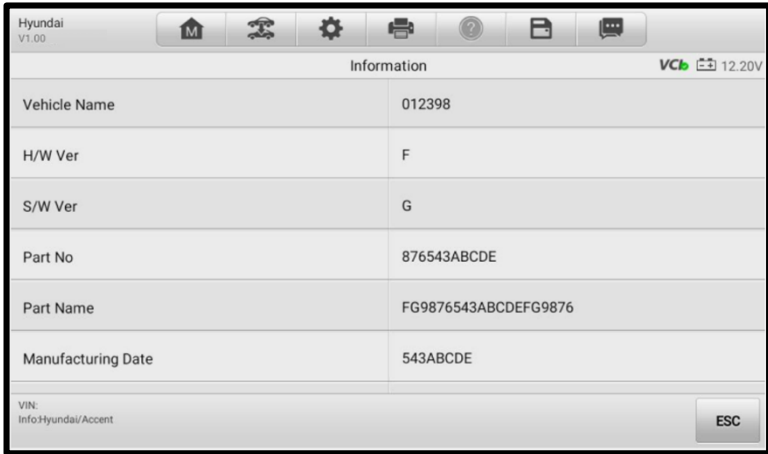 Hyundai
V1.00
M
?
Information
VCI 12.20V
Vehicle Name 012398
H/W Ver F
S/W Ver G
Part No 876543ABCDE
Part Name FG9876543ABCDEFG9876
Manufacturing Date 543ABCDE
VIN:
Info:Hyundai/Accent
ESC